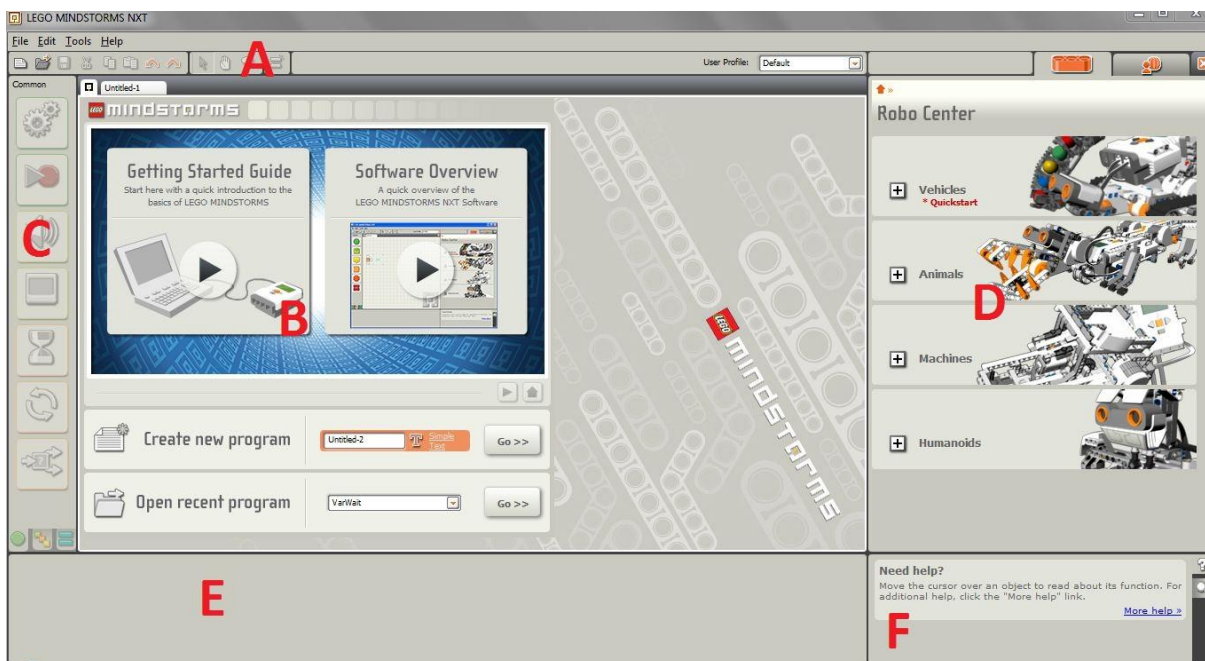 LEGO MINDSTORMS NXT
File Edit Tools Help
A
User Profile: Default
Common
Untitled-1
LEGO mindstorms
Getting Started Guide
Start here with a quick introduction to the
basics of LEGO MINDSTORMS
Software Overview
A quick overview of the
LEGO MINDSTORMS NXT Software
C
B
Create new program
Untitled-2
Simple
Text
Go >>
Open recent program
VarWait
Go >>
LEGO mindstorms
»
Robo Center
Vehicles
* Quickstart
Animals
D
Machines
Humanoids
E
Need help?
Move the cursor over an object to read about its function. For
additional help, click the "More help" link.
More help »
F